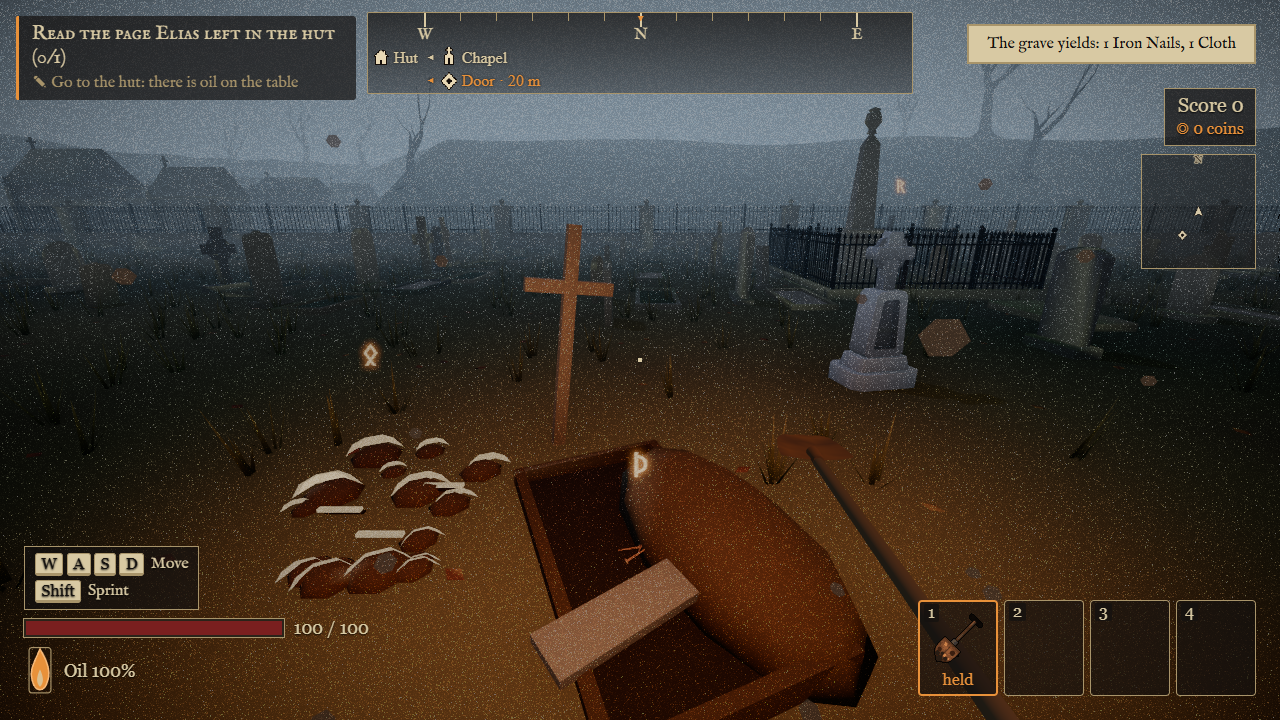 READ THE PAGE ELIAS LEFT IN THE HUT
(0/1)
Go to the hut: there is oil on the table
W N E
Hut Chapel
Door · 20 m
The grave yields: 1 Iron Nails, 1 Cloth
Score 0
0 coins
N
ᚱ
ᛟ
ᚦ
W A S D Move
Shift Sprint
100 / 100
Oil 100%
1 2 3 4
held